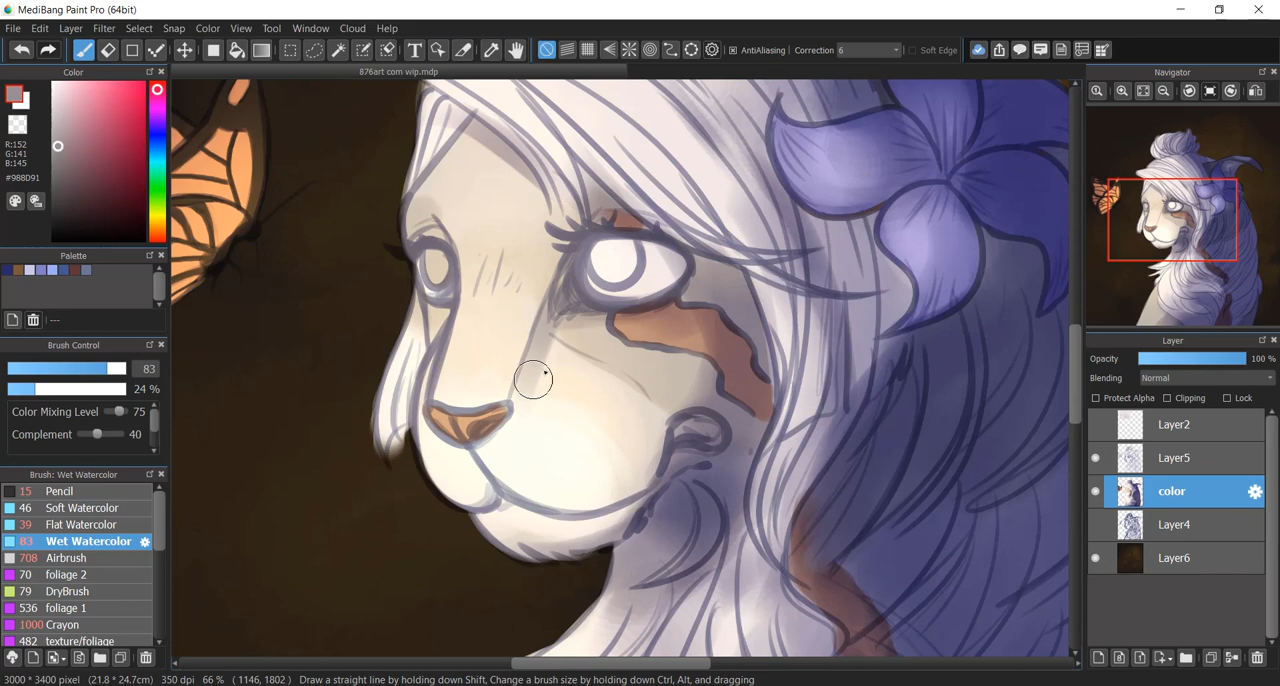 MediBang Paint Pro (64bit)
File Edit Layer Filter Select Snap Color View Tool Window Cloud Help
AntiAliasing Correction 6 Soft Edge
Color
R:152
G:141
B:145
#988D91
Palette
---
Brush Control
83
24 %
Color Mixing Level 75
Complement 40
Brush: Wet Watercolor
15 Pencil
46 Soft Watercolor
39 Flat Watercolor
83 Wet Watercolor
708 Airbrush
70 foliage 2
79 DryBrush
536 foliage 1
1000 Crayon
482 texture/foliage
876art com wip.mdp
Navigator
Layer
Opacity 100 %
Blending Normal
Protect Alpha Clipping Lock
Layer2
Layer5
color
Layer4
Layer6
3000 * 3400 pixel (21.8 * 24.7cm) 350 dpi 66 % ( 1146, 1802 ) Draw a straight line by holding down Shift, Change a brush size by holding down Ctrl, Alt, and dragging